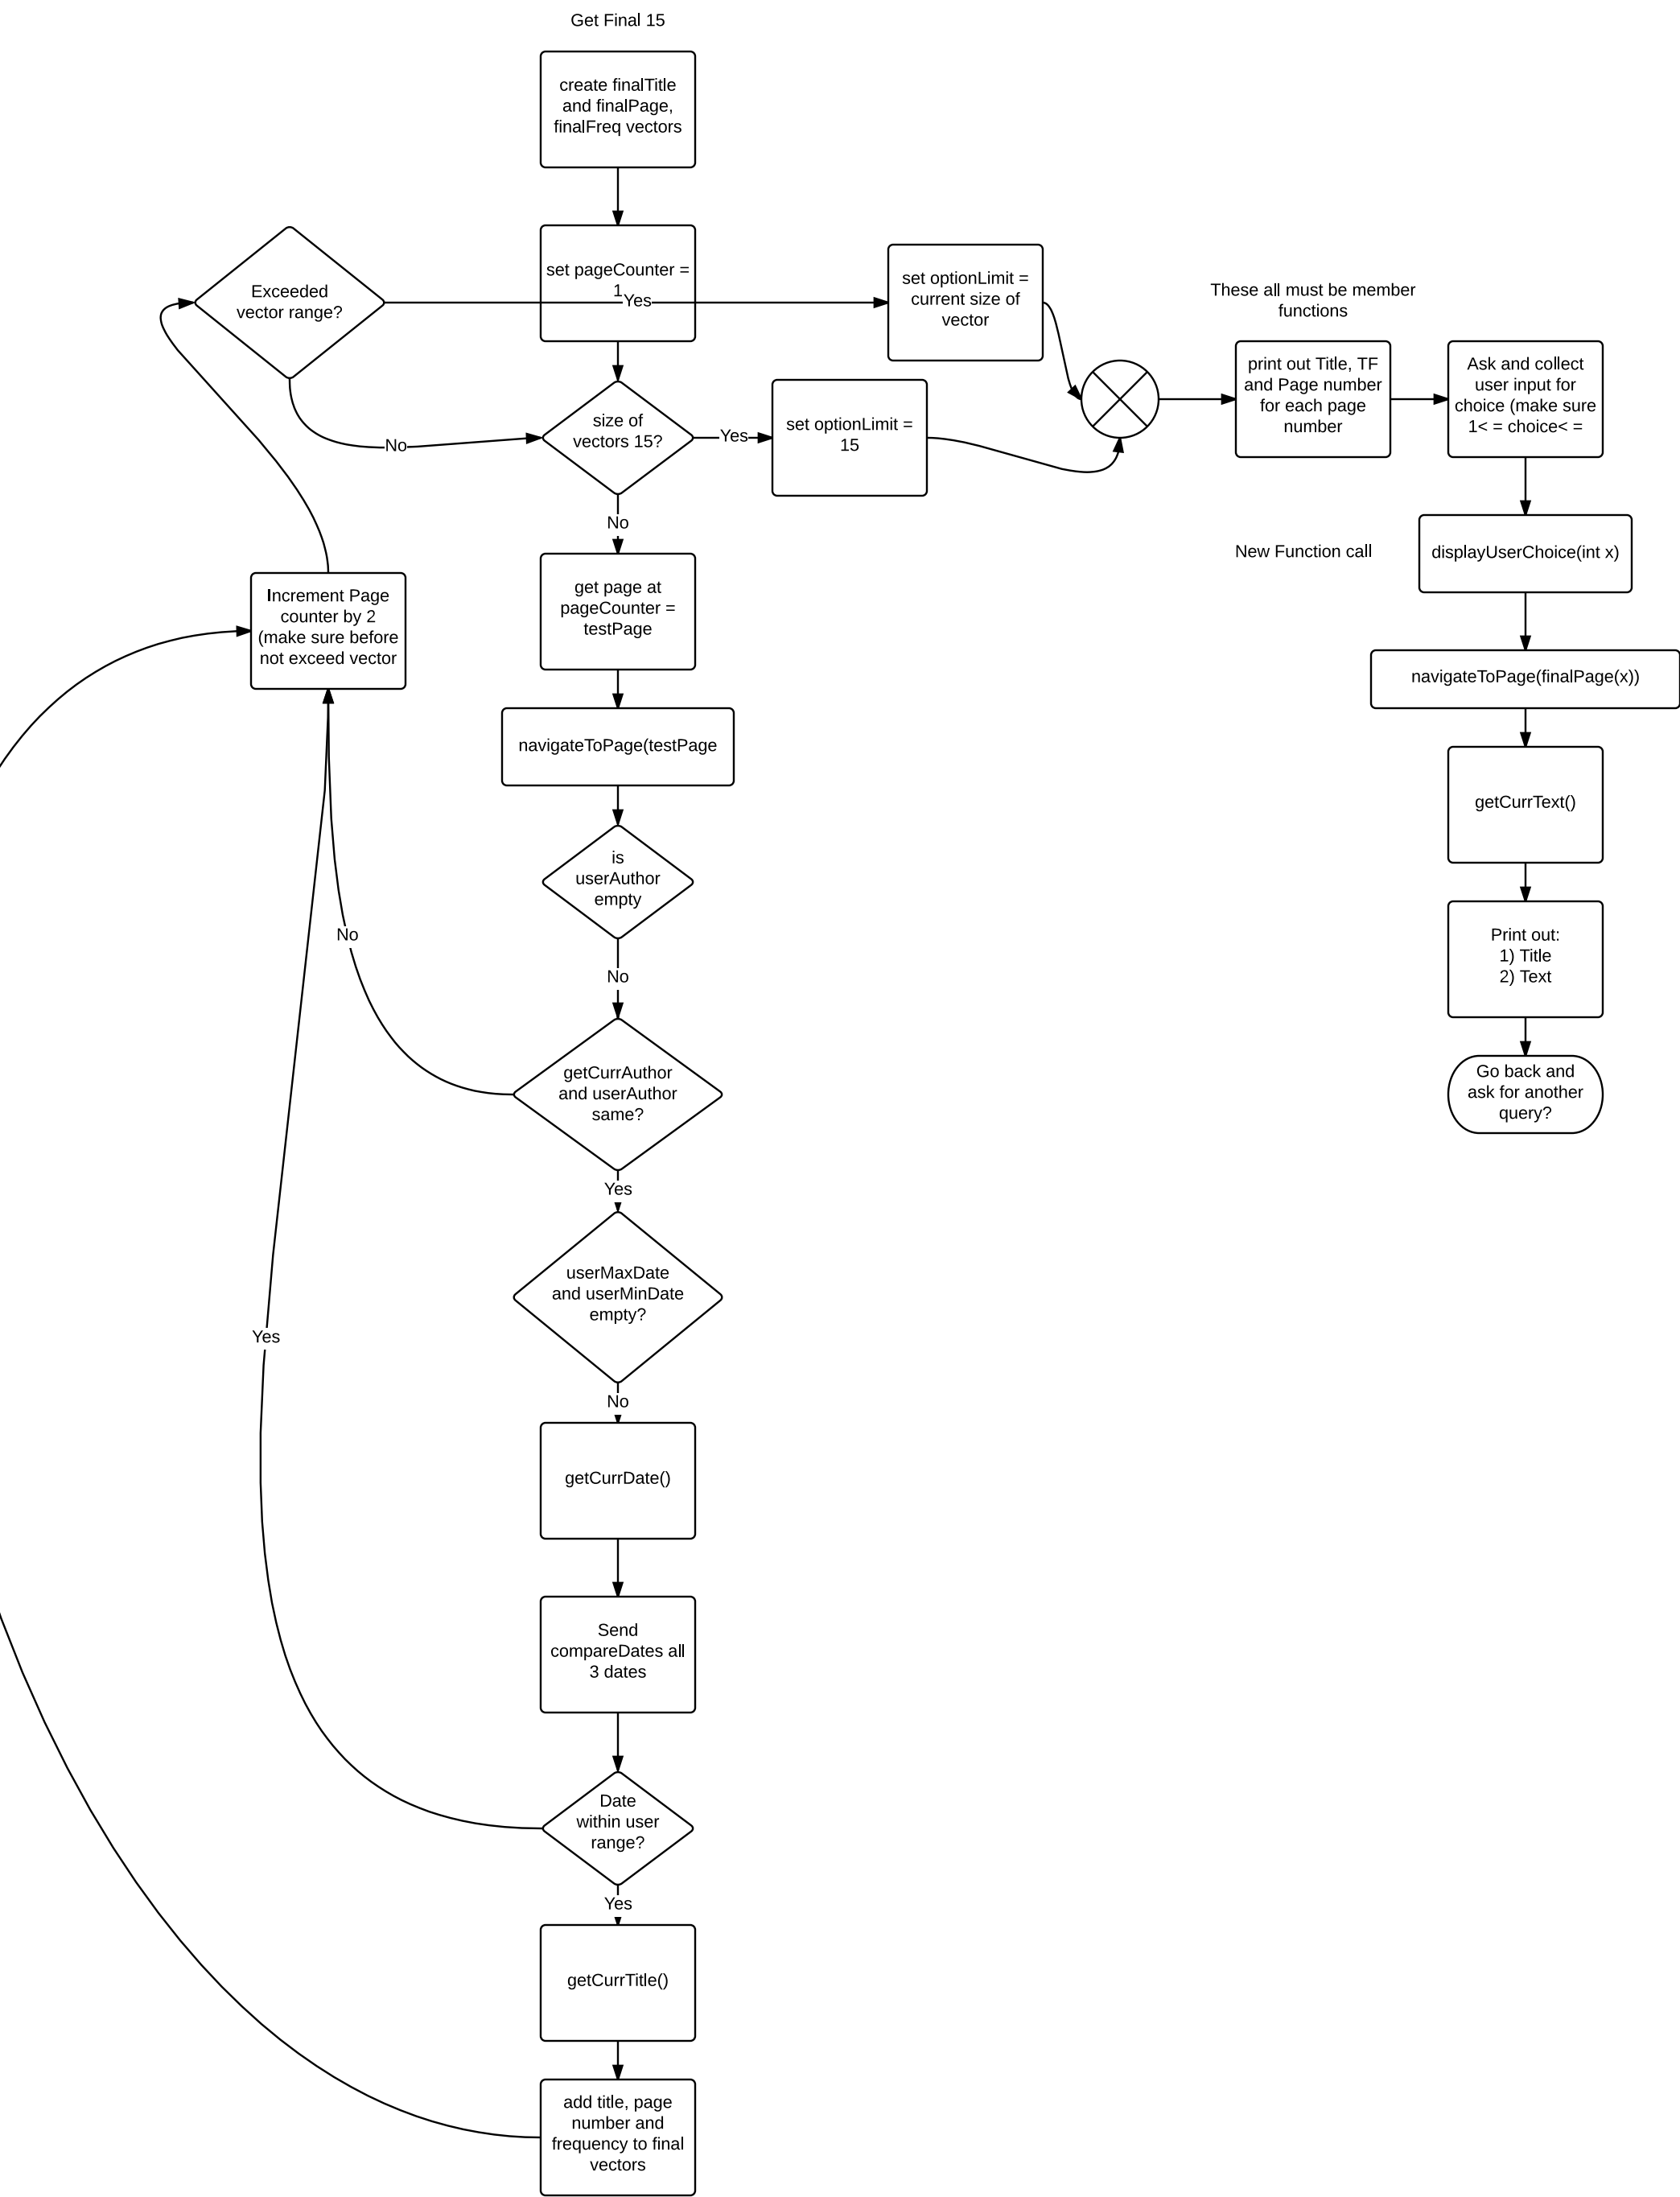 Get Final 15
create finalTitle
and finalPage,
finalFreq vectors
Exceeded
vector range?
set pageCounter =
1
Yes
set optionLimit =
current size of
vector
These all must be member
functions
print out Title, TF
and Page number
for each page
number
Ask and collect
user input for
choice (make sure
1< = choice< =
No
size of
vectors 15?
Yes
set optionLimit =
15
No
New Function call
displayUserChoice(int x)
Increment Page
counter by 2
(make sure before
not exceed vector
get page at
pageCounter =
testPage
navigateToPage(finalPage(x))
navigateToPage(testPage
getCurrText()
is
userAuthor
empty
No
No
Print out:
1) Title
2) Text
getCurrAuthor
and userAuthor
same?
Go back and
ask for another
query?
Yes
userMaxDate
and userMinDate
empty?
Yes
No
getCurrDate()
Send
compareDates all
3 dates
Date
within user
range?
Yes
getCurrTitle()
add title, page
number and
frequency to final
vectors